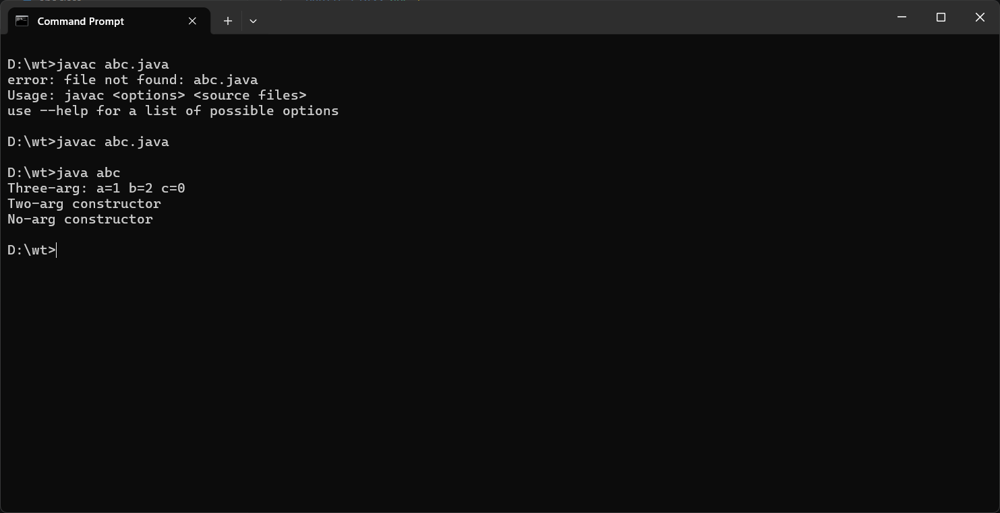 Command Prompt
D:\wt>javac abc.java
error: file not found: abc.java
Usage: javac <options> <source files>
use --help for a list of possible options
D:\wt>javac abc.java
D:\wt>java abc
Three-arg: a=1 b=2 c=0
Two-arg constructor
No-arg constructor
D:\wt>